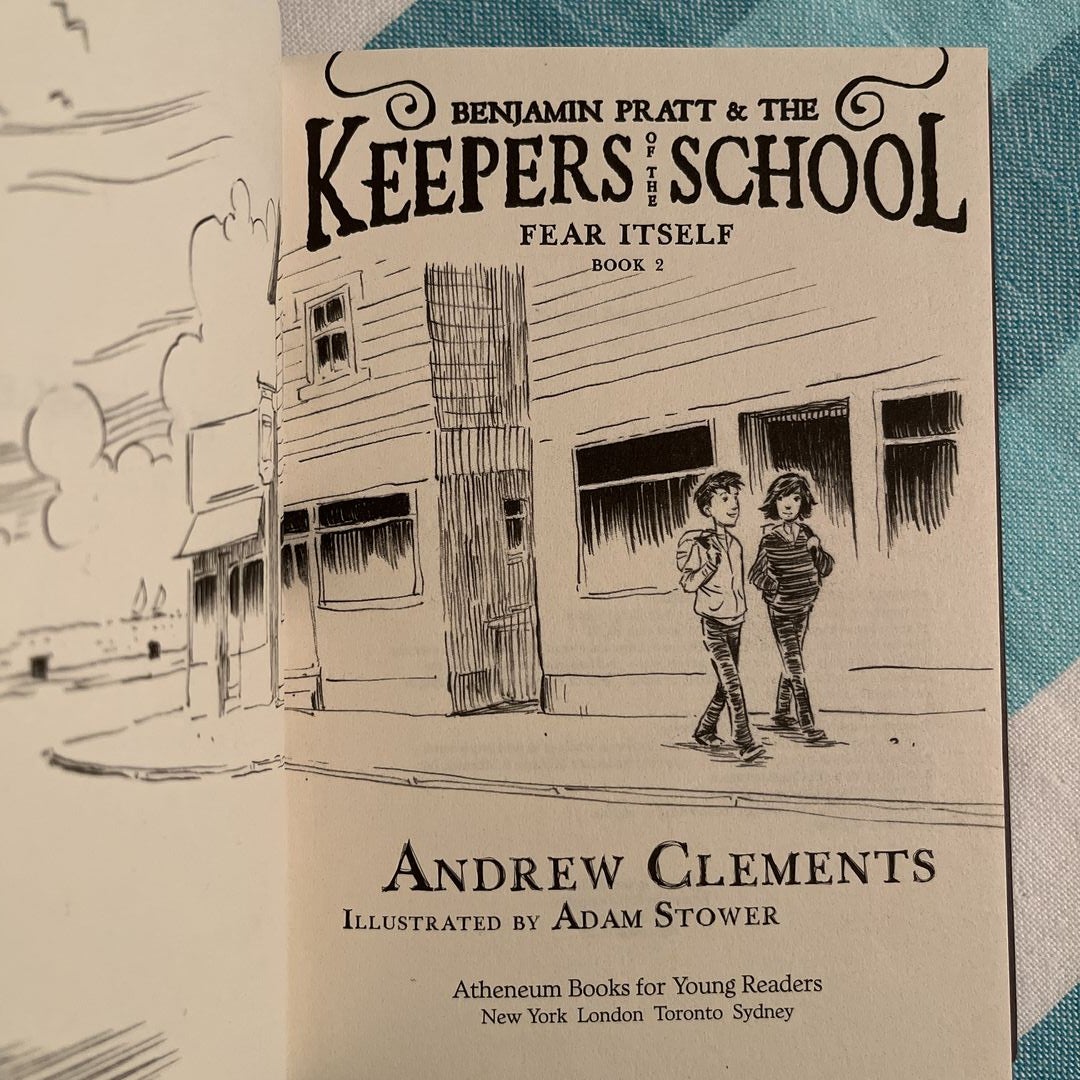 BENJAMIN PRATT & THE
KEEPERS OF THE SCHOOL
FEAR ITSELF
BOOK 2
ANDREW CLEMENTS
ILLUSTRATED BY ADAM STOWER
Atheneum Books for Young Readers
New York London Toronto Sydney